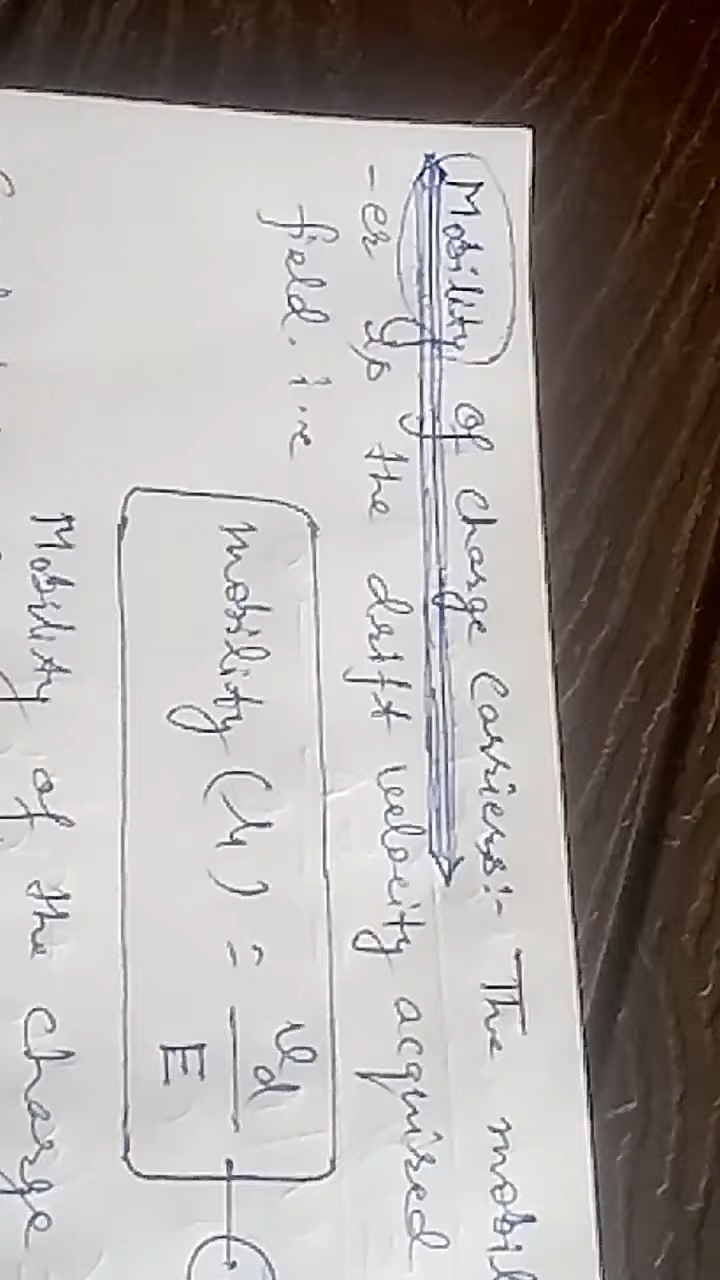 Mobility of charge carriers:- The mobil
-er is the drift velocity acquired
field. i.e
mobility (μ) = vd / E
Mobility of the charge